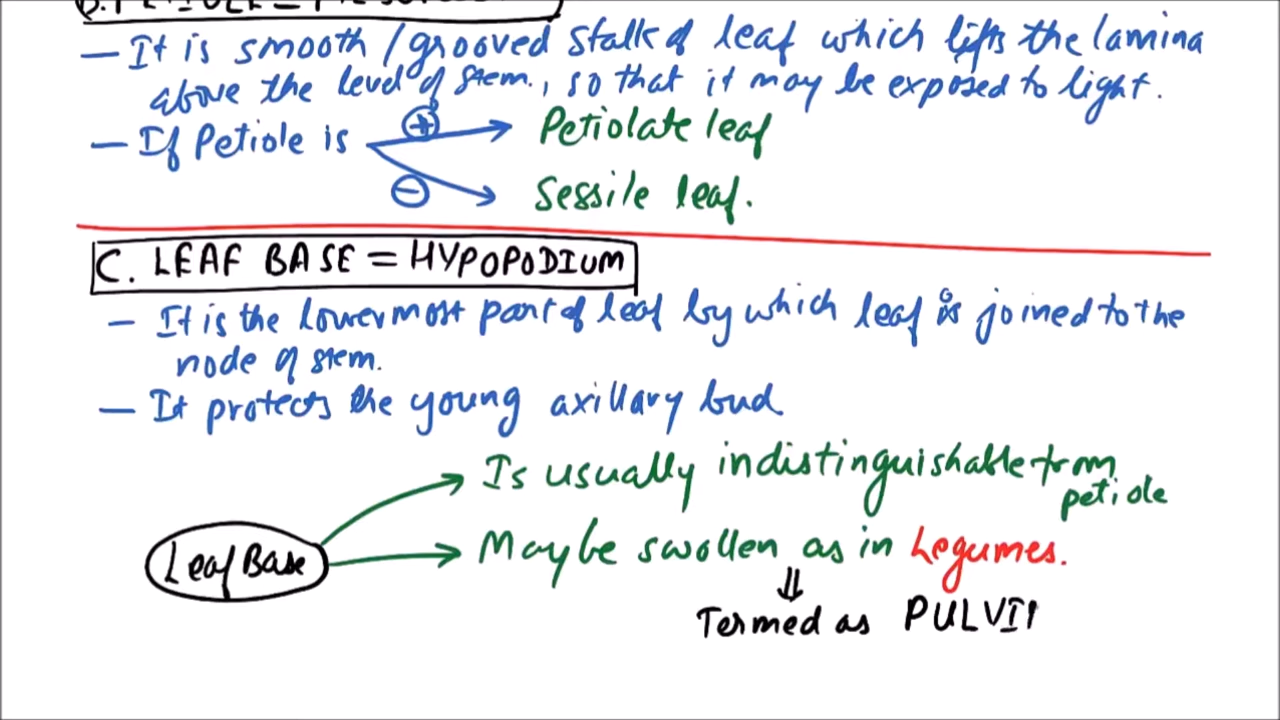 B. PETIOLE =
— It is smooth /grooved stalk of leaf which lifts the lamina
above the level of stem., so that it may be exposed to light.
— If Petiole is ⊕ → Petiolate leaf
⊖ → Sessile leaf.
C. LEAF BASE = HYPOPODIUM
— It is the lowermost part of leaf by which leaf is joined to the
node of stem.
— It protects the young axillary bud
Is usually indistinguishable from
petiole
Leaf Base
Maybe swollen as in Legumes.
⇓
Termed as PULVI